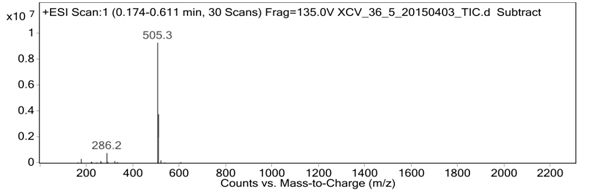 x10 7
+ESI Scan:1 (0.174-0.611 min, 30 Scans) Frag=135.0V XCV_36_5_20150403_TIC.d Subtract
1
505.3
0.8
0.6
0.4
0.2
286.2
0
200 400 600 800 1000 1200 1400 1600 1800 2000 2200
Counts vs. Mass-to-Charge (m/z)